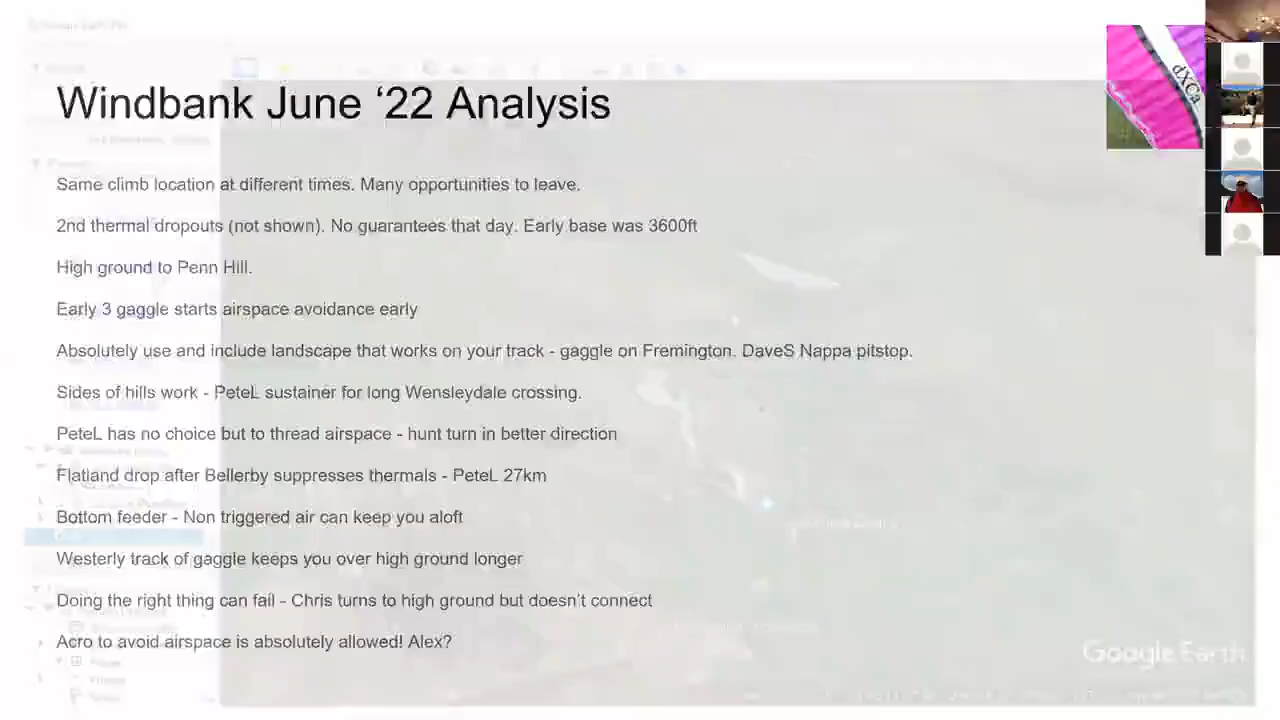 Windbank June ‘22 Analysis
dXCa
Same climb location at different times. Many opportunities to leave.
2nd thermal dropouts (not shown). No guarantees that day. Early base was 3600ft
High ground to Penn Hill.
Early 3 gaggle starts airspace avoidance early
Absolutely use and include landscape that works on your track - gaggle on Fremington. DaveS Nappa pitstop.
Sides of hills work - PeteL sustainer for long Wensleydale crossing.
PeteL has no choice but to thread airspace - hunt turn in better direction
Flatland drop after Bellerby suppresses thermals - PeteL 27km
Bottom feeder - Non triggered air can keep you aloft
Westerly track of gaggle keeps you over high ground longer
Doing the right thing can fail - Chris turns to high ground but doesn’t connect
Acro to avoid airspace is absolutely allowed! Alex?
Google Earth